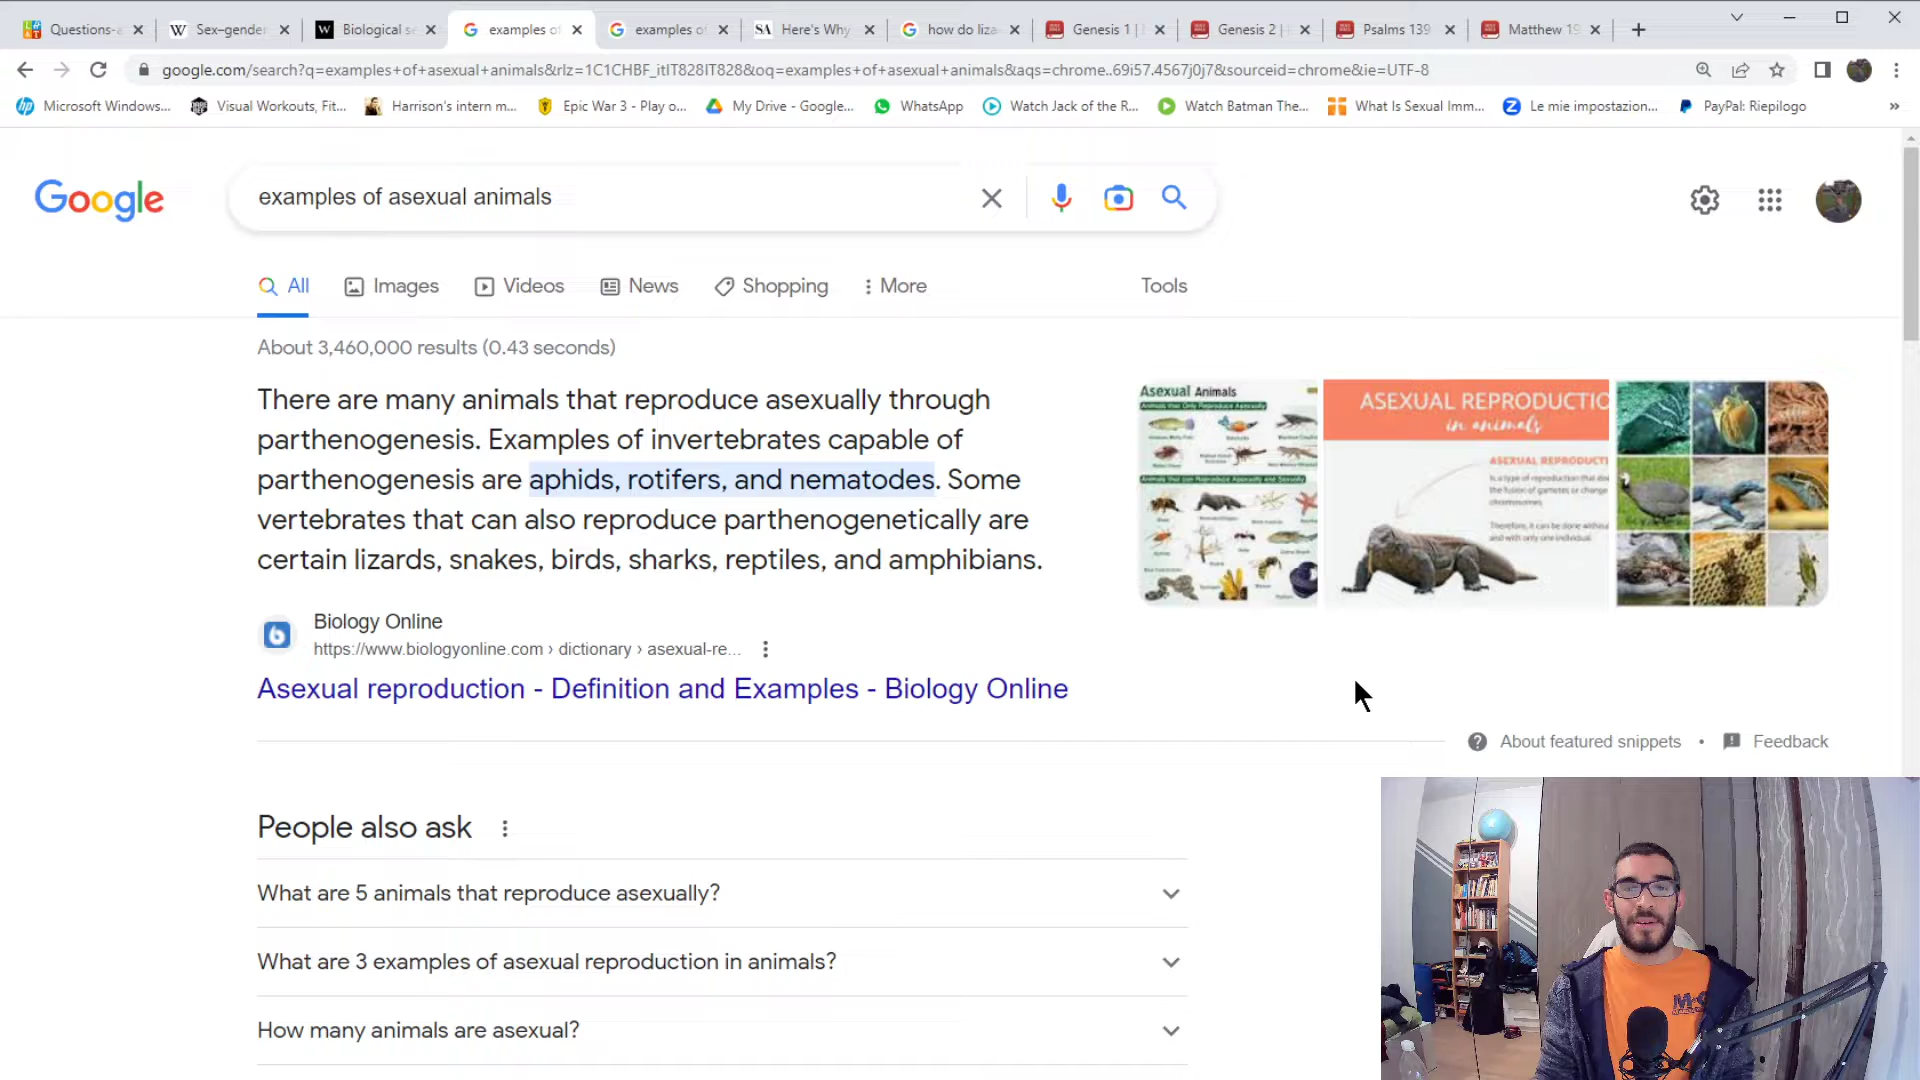 Questions-a
Sex–gender
Biological se
examples of
examples of
Here's Why
how do liza
Genesis 1 |
Genesis 2 |
Psalms 139
Matthew 19
google.com/search?q=examples+of+asexual+animals&rlz=1C1CHBF_itIT828IT828&oq=examples+of+asexual+animals&aqs=chrome..69i57.4567j0j7&sourceid=chrome&ie=UTF-8
Microsoft Windows...
Visual Workouts, Fit...
Harrison's intern m...
Epic War 3 - Play o...
My Drive - Google...
WhatsApp
Watch Jack of the R...
Watch Batman The...
What Is Sexual Imm...
Le mie impostazion...
PayPal: Riepilogo
Google
examples of asexual animals
All
Images
Videos
News
Shopping
More
Tools
About 3,460,000 results (0.43 seconds)
There are many animals that reproduce asexually through
parthenogenesis. Examples of invertebrates capable of
parthenogenesis are aphids, rotifers, and nematodes. Some
vertebrates that can also reproduce parthenogenetically are
certain lizards, snakes, birds, sharks, reptiles, and amphibians.
Asexual Animals
Animals that Only Reproduce Asexually
ASEXUAL REPRODUCTIO
in animals
ASEXUAL REPRODUCTI
Biology Online
https://www.biologyonline.com › dictionary › asexual-re...
Asexual reproduction - Definition and Examples - Biology Online
About featured snippets
Feedback
People also ask
What are 5 animals that reproduce asexually?
What are 3 examples of asexual reproduction in animals?
How many animals are asexual?